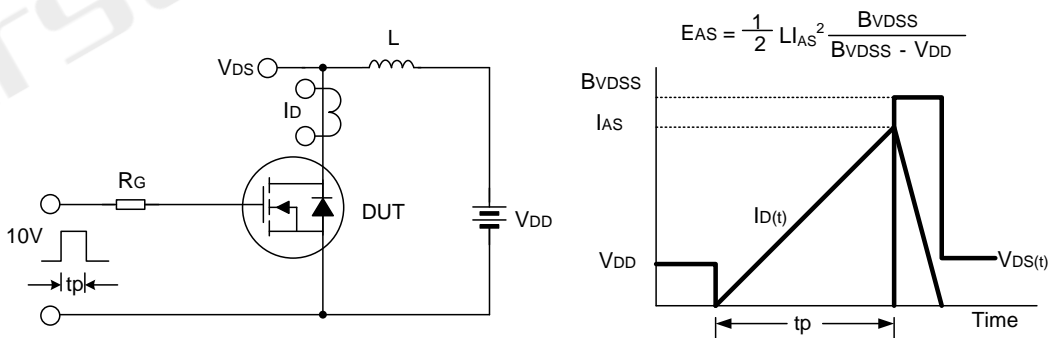 L
VDS
ID
RG
DUT
VDD
10V
tp
EAS = 1/2 LIAS² BVDSS / BVDSS - VDD
BVDSS
IAS
ID(t)
VDD
VDS(t)
tp
Time